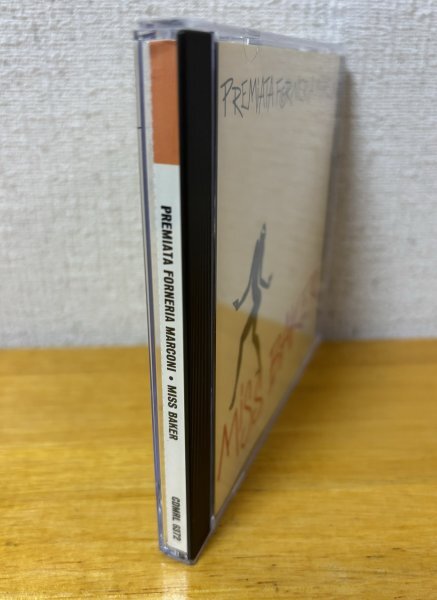 PREMIATA FORNERIA MARCONI • MISS BAKER
CDMRL 6372
PREMIATA FORNERIA
MISS BAKER